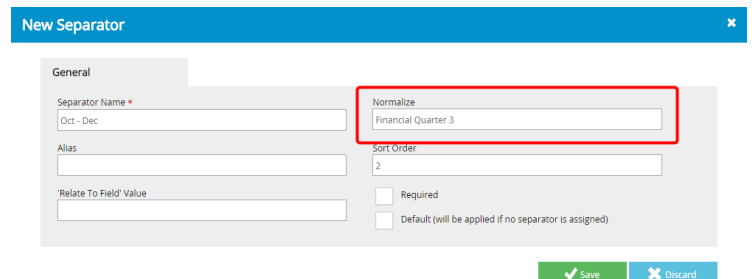 New Separator
General
Separator Name *
Oct - Dec
Normalize
Financial Quarter 3
Alias
Sort Order
2
'Relate To Field' Value
Required
Default (will be applied if no separator is assigned)
Save
Discard